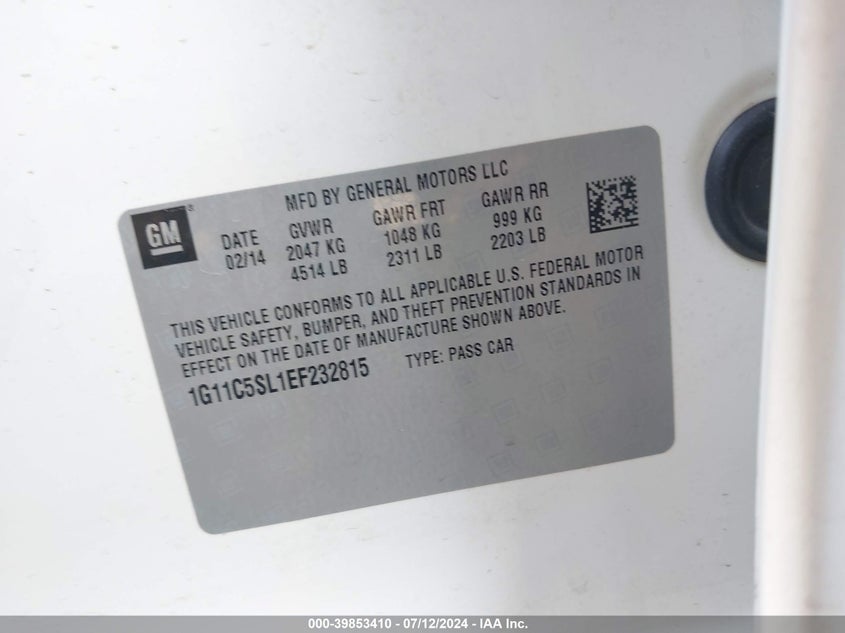 MFD BY GENERAL MOTORS LLC
GM
DATE GVWR GAWR FRT GAWR RR
02/14 2047 KG 1048 KG 999 KG
4514 LB 2311 LB 2203 LB
THIS VEHICLE CONFORMS TO ALL APPLICABLE U.S. FEDERAL MOTOR
VEHICLE SAFETY, BUMPER, AND THEFT PREVENTION STANDARDS IN
EFFECT ON THE DATE OF MANUFACTURE SHOWN ABOVE.
1G11C5SL1EF232815 TYPE: PASS CAR
000-39853410 - 07/12/2024 - IAA Inc.